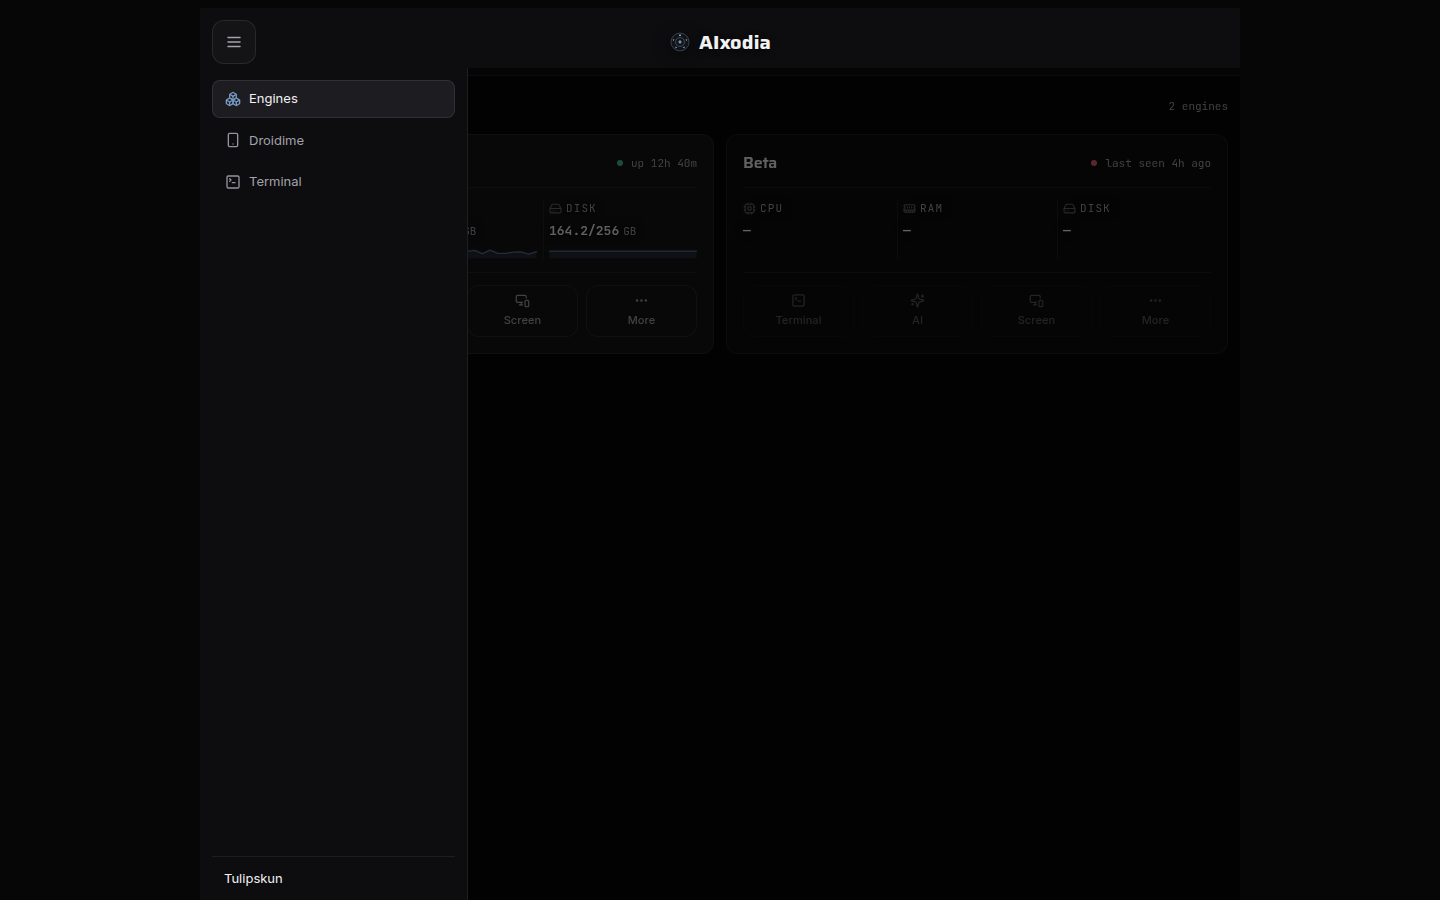 AIxodia
Engines
Droidime
Terminal
Tulipskun
2 engines
up 12h 40m
GB
DISK
164.2/256 GB
Screen
More
Beta
last seen 4h ago
CPU
RAM
DISK
—
—
—
Terminal
AI
Screen
More